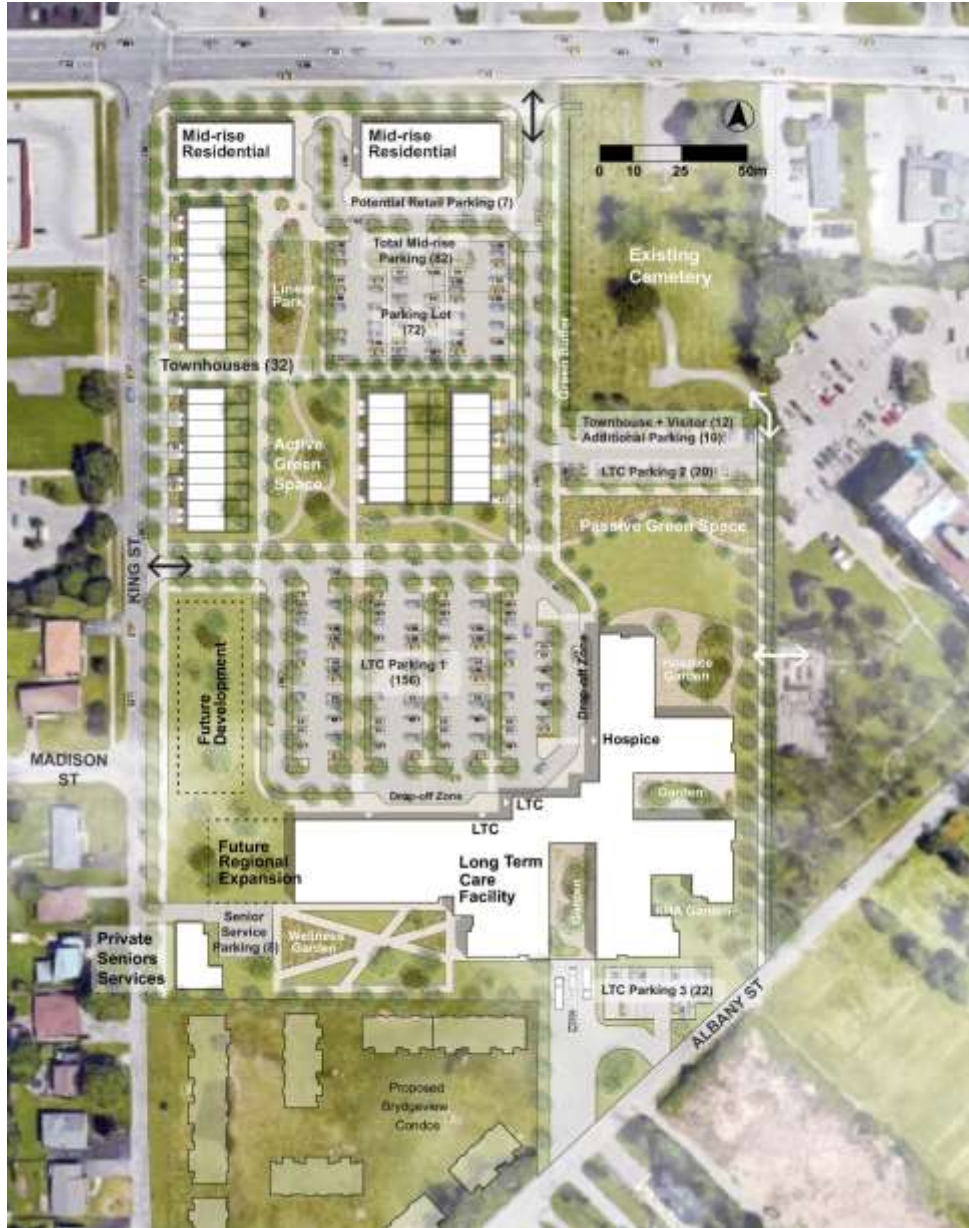 Mid-rise
Residential
Mid-rise
Residential
0 10 25 50m
Potential Retail Parking (7)
Total Mid-rise
Parking (82)
Existing
Cemetery
Linear
Park
Parking Lot
(72)
Green Buffer
Townhouses (32)
Townhouse + Visitor (12)
Additional Parking (10)
Active
Green
Space
LTC Parking 2 (20)
Passive Green Space
KING ST
LTC Parking 1
(156)
Drop-off Zone
Hospice
Garden
Future
Development
Hospice
MADISON
ST
Garden
Drop-off Zone
LTC
LTC
Future
Regional
Expansion
Long Term
Care
Facility
Garden
Garden
Senior
Service
Parking (8)
Wellness
Garden
Private
Seniors
Services
LTC Parking 3 (22)
ALBANY ST
Proposed
Brydgeview
Condos